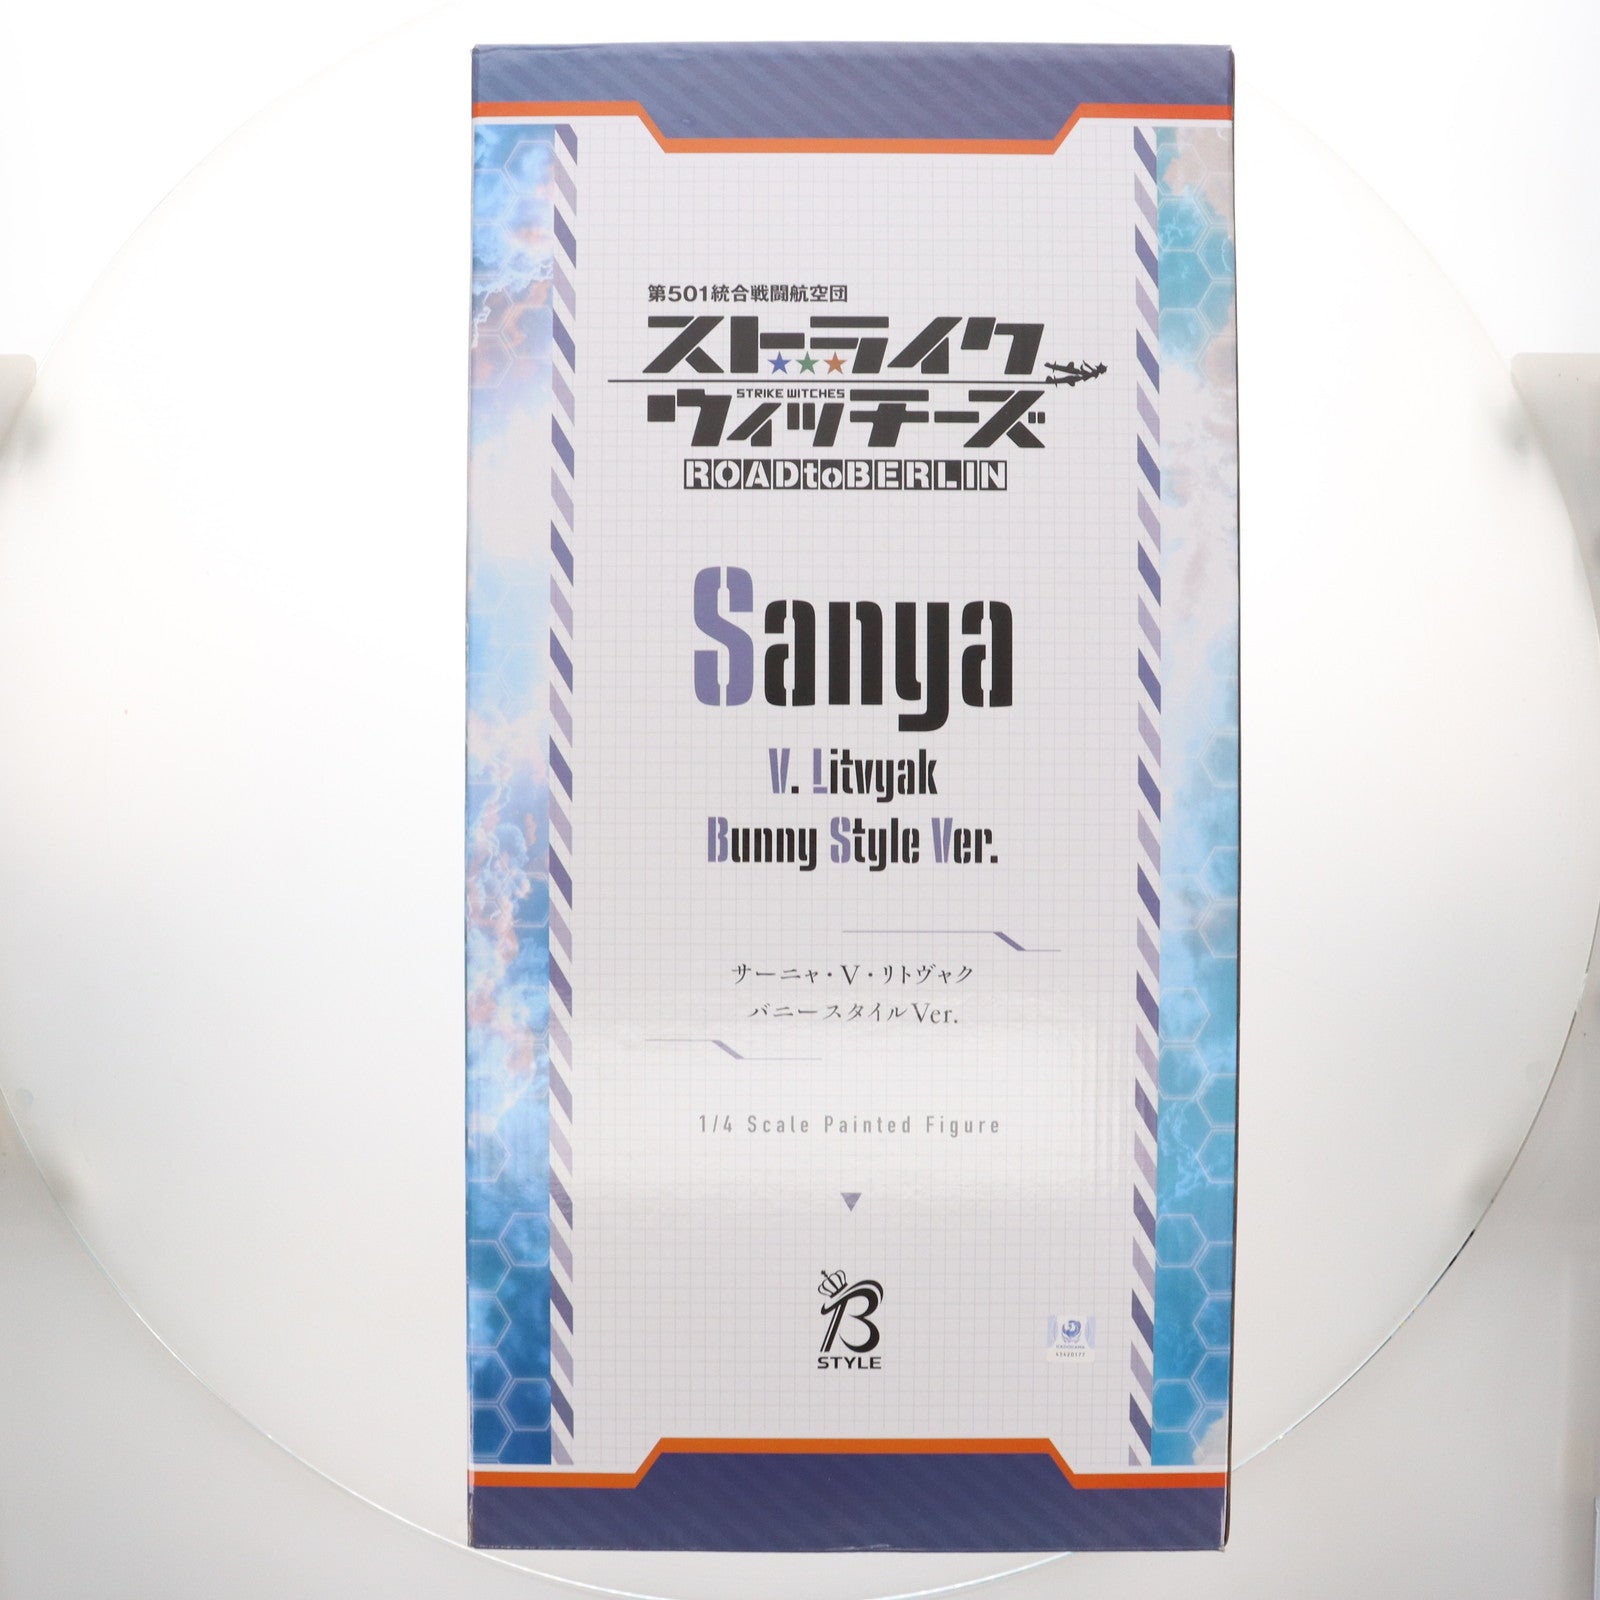 第501統合戦闘航空団
ストライク
STRIKE WITCHES
ウィッチーズ
ROADtoBERLIN
Sanya
V. Litvyak
Bunny Style Ver.
サーニャ・V・リトヴャク
バニースタイルVer.
1/4 Scale Painted Figure
B
STYLE
KADOKAWA
43420177